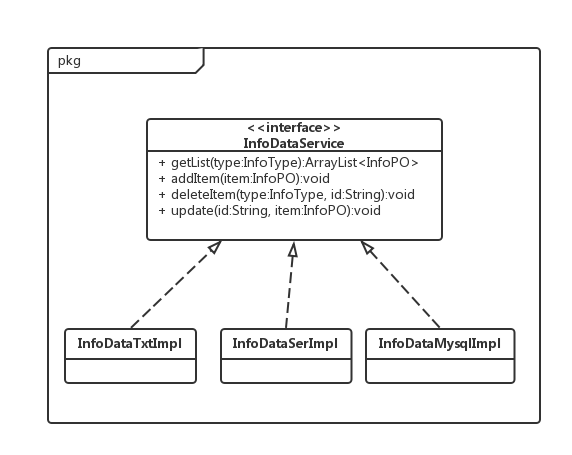 pkg
<<interface>>
InfoDataService
+ getList(type:InfoType):ArrayList<InfoPO>
+ addItem(item:InfoPO):void
+ deleteItem(type:InfoType, id:String):void
+ update(id:String, item:InfoPO):void
InfoDataTxtImpl
InfoDataSerImpl
InfoDataMysqlImpl